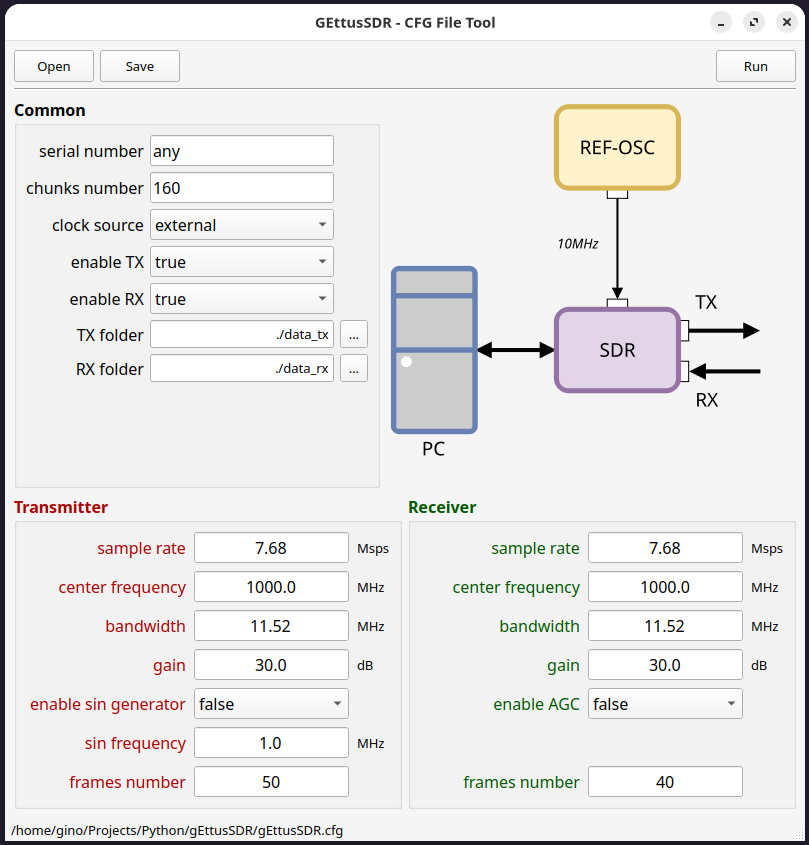 GEttusSDR - CFG File Tool
Open Save Run
Common
serial number any
chunks number 160
clock source external
enable TX true
enable RX true
TX folder ./data_tx ...
RX folder ./data_rx ...
REF-OSC
10MHz
TX
SDR
RX
PC
Transmitter
sample rate 7.68 Msps
center frequency 1000.0 MHz
bandwidth 11.52 MHz
gain 30.0 dB
enable sin generator false
sin frequency 1.0 MHz
frames number 50
Receiver
sample rate 7.68 Msps
center frequency 1000.0 MHz
bandwidth 11.52 MHz
gain 30.0 dB
enable AGC false
frames number 40
/home/gino/Projects/Python/gEttusSDR/gEttusSDR.cfg